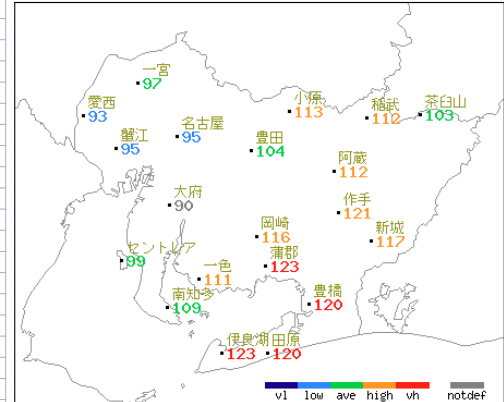 一宮
97
愛西
93
蟹江
95
名古屋
95
小原
113
稲武
112
茶臼山
103
豊田
104
阿蔵
112
大府
90
作手
121
岡崎
116
新城
117
セントレア
99
蒲郡
123
一色
111
南知多
109
豊橋
120
伊良湖
123
田原
120
vl low ave high vh notdef